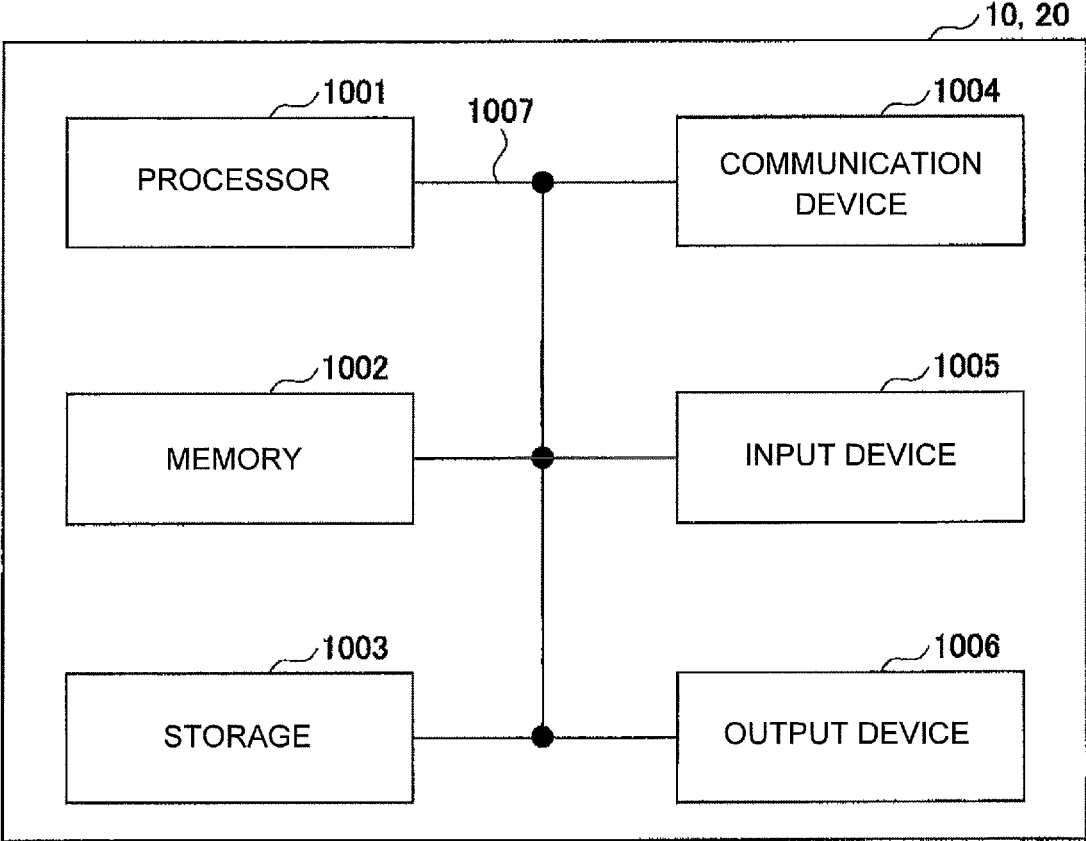 10, 20
1001
PROCESSOR
1007
1004
COMMUNICATION
DEVICE
1002
MEMORY
1005
INPUT DEVICE
1003
STORAGE
1006
OUTPUT DEVICE